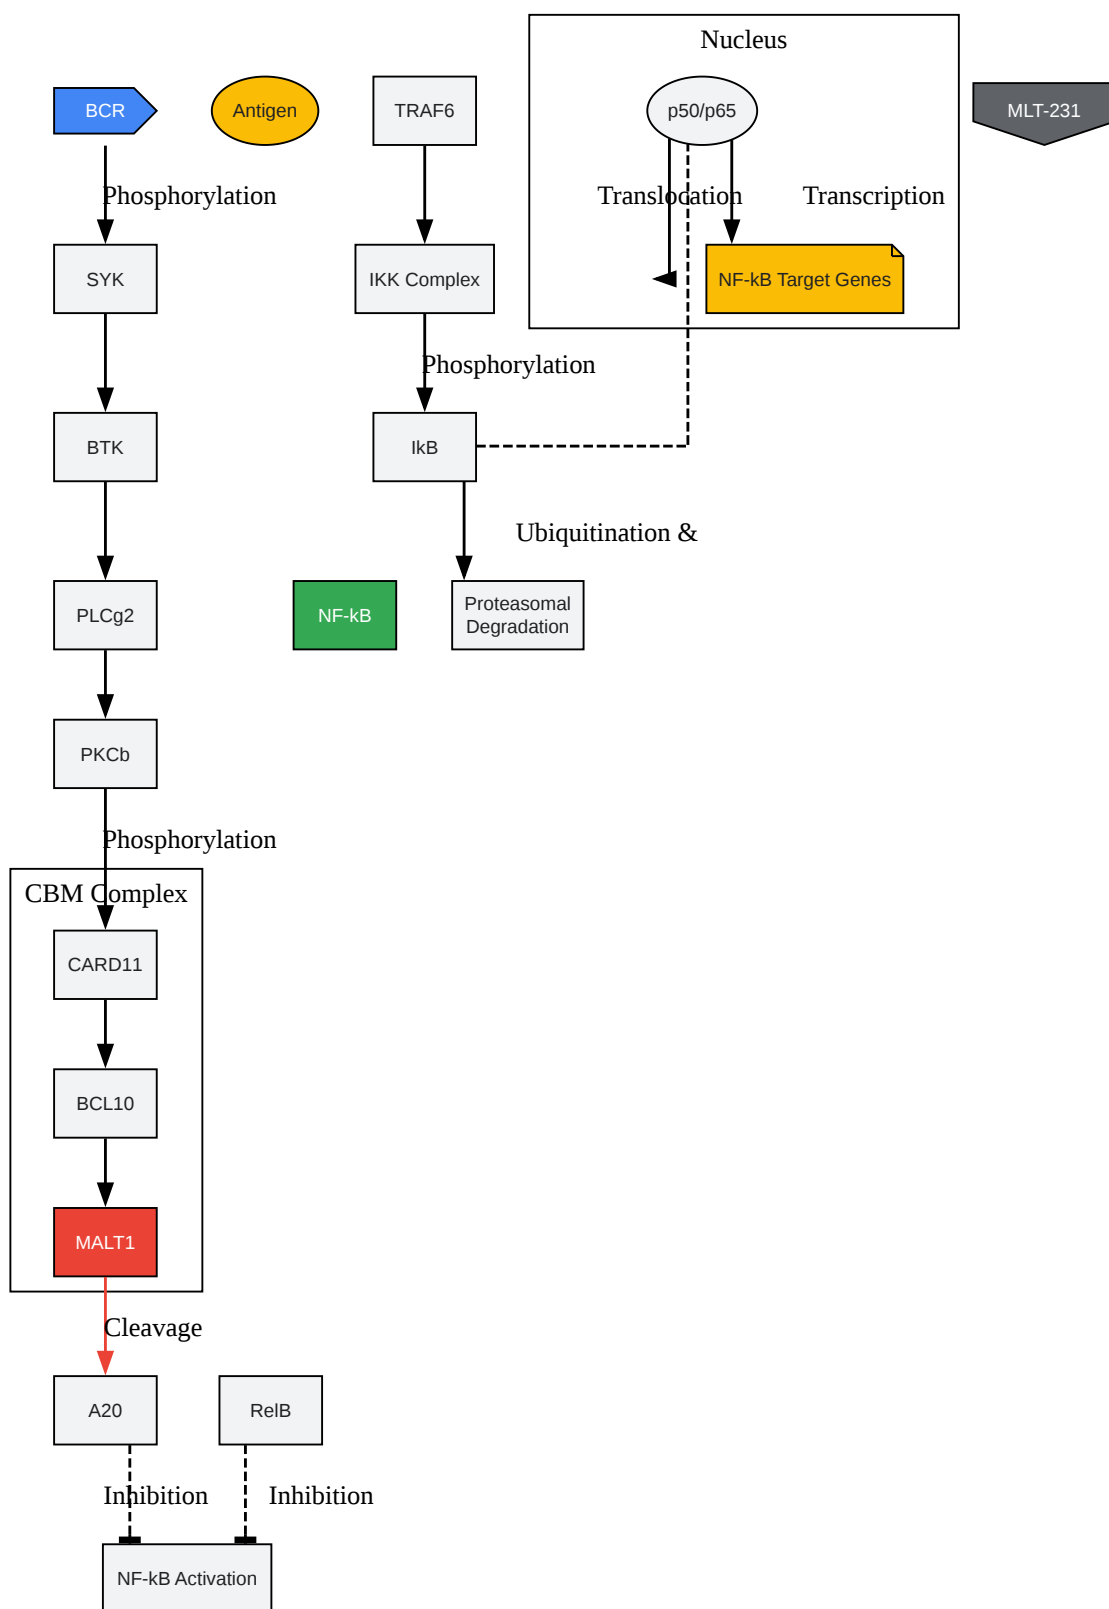 Nucleus
BCR
Antigen
TRAF6
p50/p65
MLT-231
Phosphorylation
Translocation
Transcription
SYK
IKK Complex
NF-kB Target Genes
Phosphorylation
BTK
IkB
Ubiquitination &
PLCg2
NF-kB
Proteasomal
Degradation
PKCb
Phosphorylation
CBM Complex
CARD11
BCL10
MALT1
Cleavage
A20
RelB
Inhibition
Inhibition
NF-kB Activation